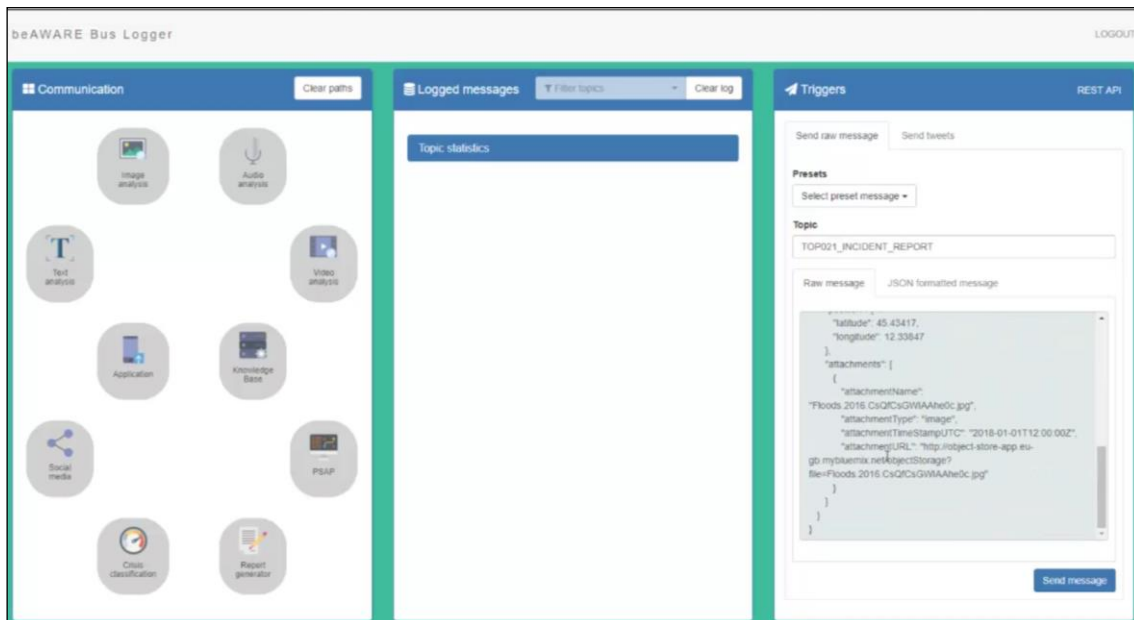 beAWARE Bus Logger
LOGOUT
Communication
Clear paths
Image
analysis
Audio
analysis
Text
analysis
Video
analysis
Application
Knowledge
Base
Social
media
PSAP
Crisis
classification
Report
generator
Logged messages
Filter topics
Clear log
Topic statistics
Triggers
REST API
Send raw message
Send tweets
Presets
Select preset message
Topic
TOP021_INCIDENT_REPORT
Raw message
JSON formatted message
"latitude": 45.43417,
"longitude": 12.33847
},
"attachments": [
{
"attachmentName":
"Floods.2016.CsQfCsGWIAAhe0c.jpg",
"attachmentType": "image",
"attachmentTimeStampUTC": "2018-01-01T12:00:00Z",
"attachmentURL": "http://object-store-app.eu-
gb.mybluemix.net/objectStorage?
file=Floods.2016.CsQfCsGWIAAhe0c.jpg"
}
]
}
}
Send message